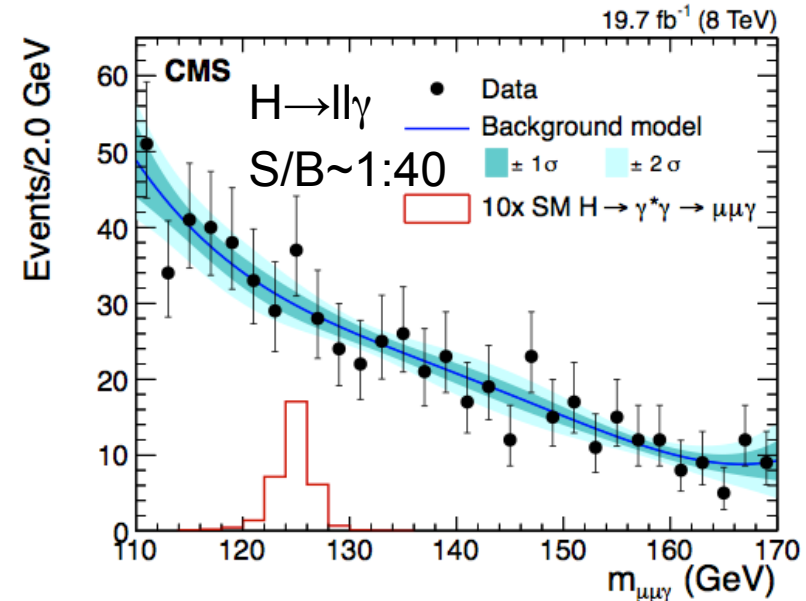 19.7 fb⁻¹ (8 TeV)
Events/2.0 GeV
CMS
H→llγ
S/B~1:40
Data
Background model
± 1σ ± 2σ
10x SM H → γ*γ → μμγ
60
50
40
30
20
10
0
110 120 130 140 150 160 170
m_μμγ (GeV)